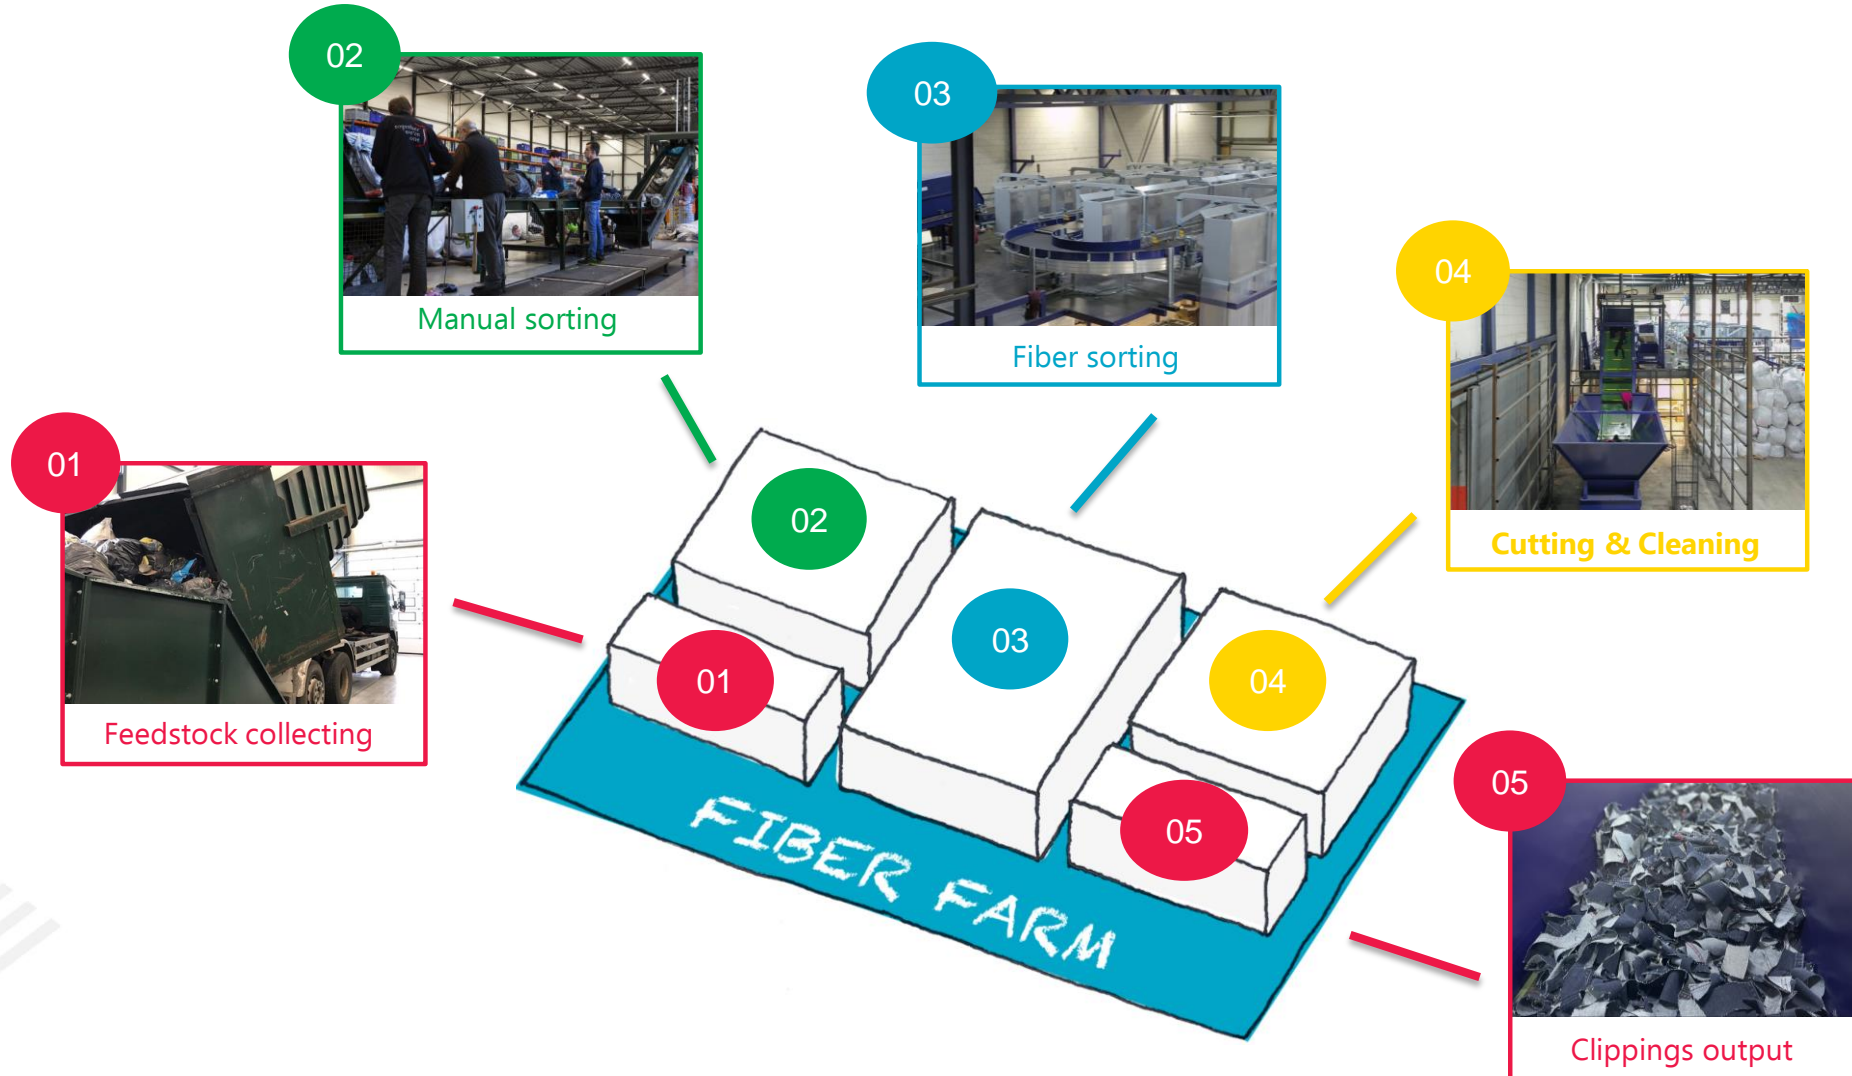 02
Manual sorting
03
Fiber sorting
04
Cutting & Cleaning
01
Feedstock collecting
02
03
01
04
05
FIBER FARM
05
Clippings output